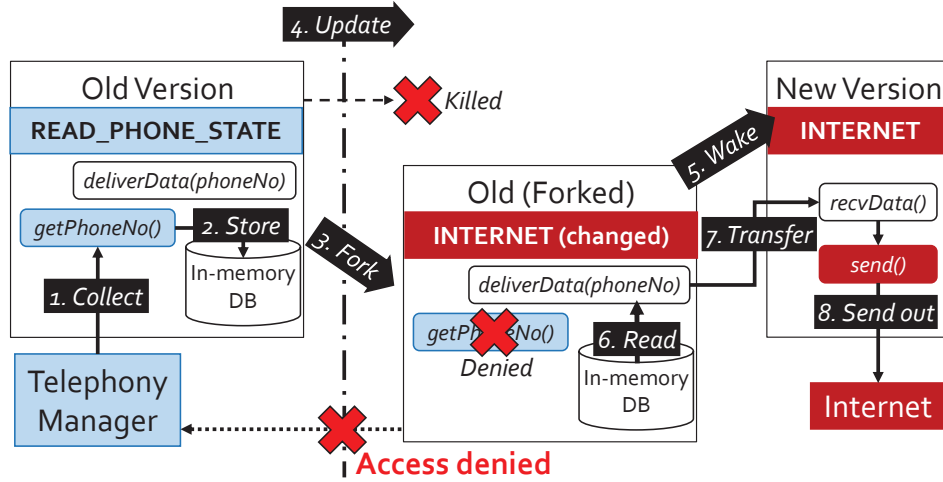 4. Update
Old Version
READ_PHONE_STATE
deliverData(phoneNo)
getPhoneNo()
2. Store
In-memory
DB
1. Collect
Telephony
Manager
Killed
3. Fork
Old (Forked)
INTERNET (changed)
deliverData(phoneNo)
getPhoneNo()
Denied
6. Read
In-memory
DB
Access denied
5. Wake
7. Transfer
New Version
INTERNET
recvData()
send()
8. Send out
Internet